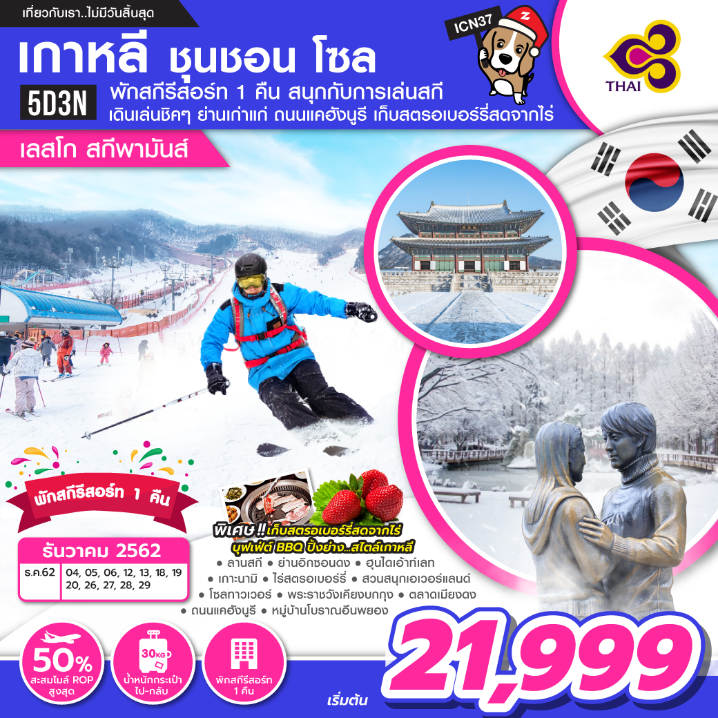 เที่ยวกับเรา..ไม่มีวันสิ้นสุด
เกาหลี ชุนชอน โซล
ICN37
Z
THAI
5D3N
พักสกีรีสอร์ท 1 คืน สนุกกับการเล่นสกี
เดินเล่นชิคๆ ย่านเก่าแก่ ถนนแคฮังนูรี เก็บสตรอเบอร์รี่สดจากไร่
เลสโก สกีพามันส์
พักสกีรีสอร์ท 1 คืน
พิเศษ !! เก็บสตรอเบอร์รี่สดจากไร่
บุฟเฟ่ต์ BBQ ปิ้งย่าง...สไตล์เกาหลี
ธันวาคม 2562
ธ.ค.62 04, 05, 06, 12, 13, 18, 19
20, 26, 27, 28, 29
• ลานสกี • ย่านอิกซอนดง • ฮุนไดเอ้าท์เลท
• เกาะนามิ • ไร่สตรอเบอร์รี่ • สวนสนุกเอเวอร์แลนด์
• โซลทาวเวอร์ • พระราชวังเคียงบกกุง • ตลาดเมียงดง
• ถนนแคฮังนูรี • หมู่บ้านโบราณอึนพยอง
50%
สะสมไมล์ ROP
สูงสุด
30KG
น้ำหนักกระเป๋า
ไป-กลับ
พักสกีรีสอร์ท
1 คืน
เริ่มต้น 21,999